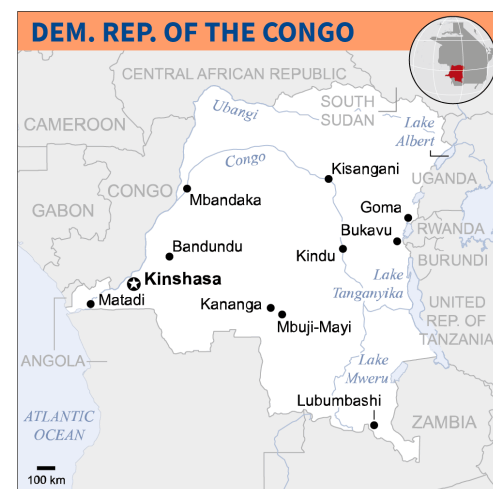 DEM. REP. OF THE CONGO
CENTRAL AFRICAN REPUBLIC
SOUTH
SUDAN
Ubangi
Lake
Albert
CAMEROON
Congo
Kisangani
UGANDA
CONGO
Mbandaka
GABON
Goma
Bukavu
RWANDA
Bandundu
Kindu
BURUNDI
Kinshasa
Lake
Tanganyika
Matadi
Kananga
Mbuji-Mayi
UNITED
REP. OF
TANZANIA
ANGOLA
Lake
Mweru
Lubumbashi
ATLANTIC
OCEAN
ZAMBIA
100 km